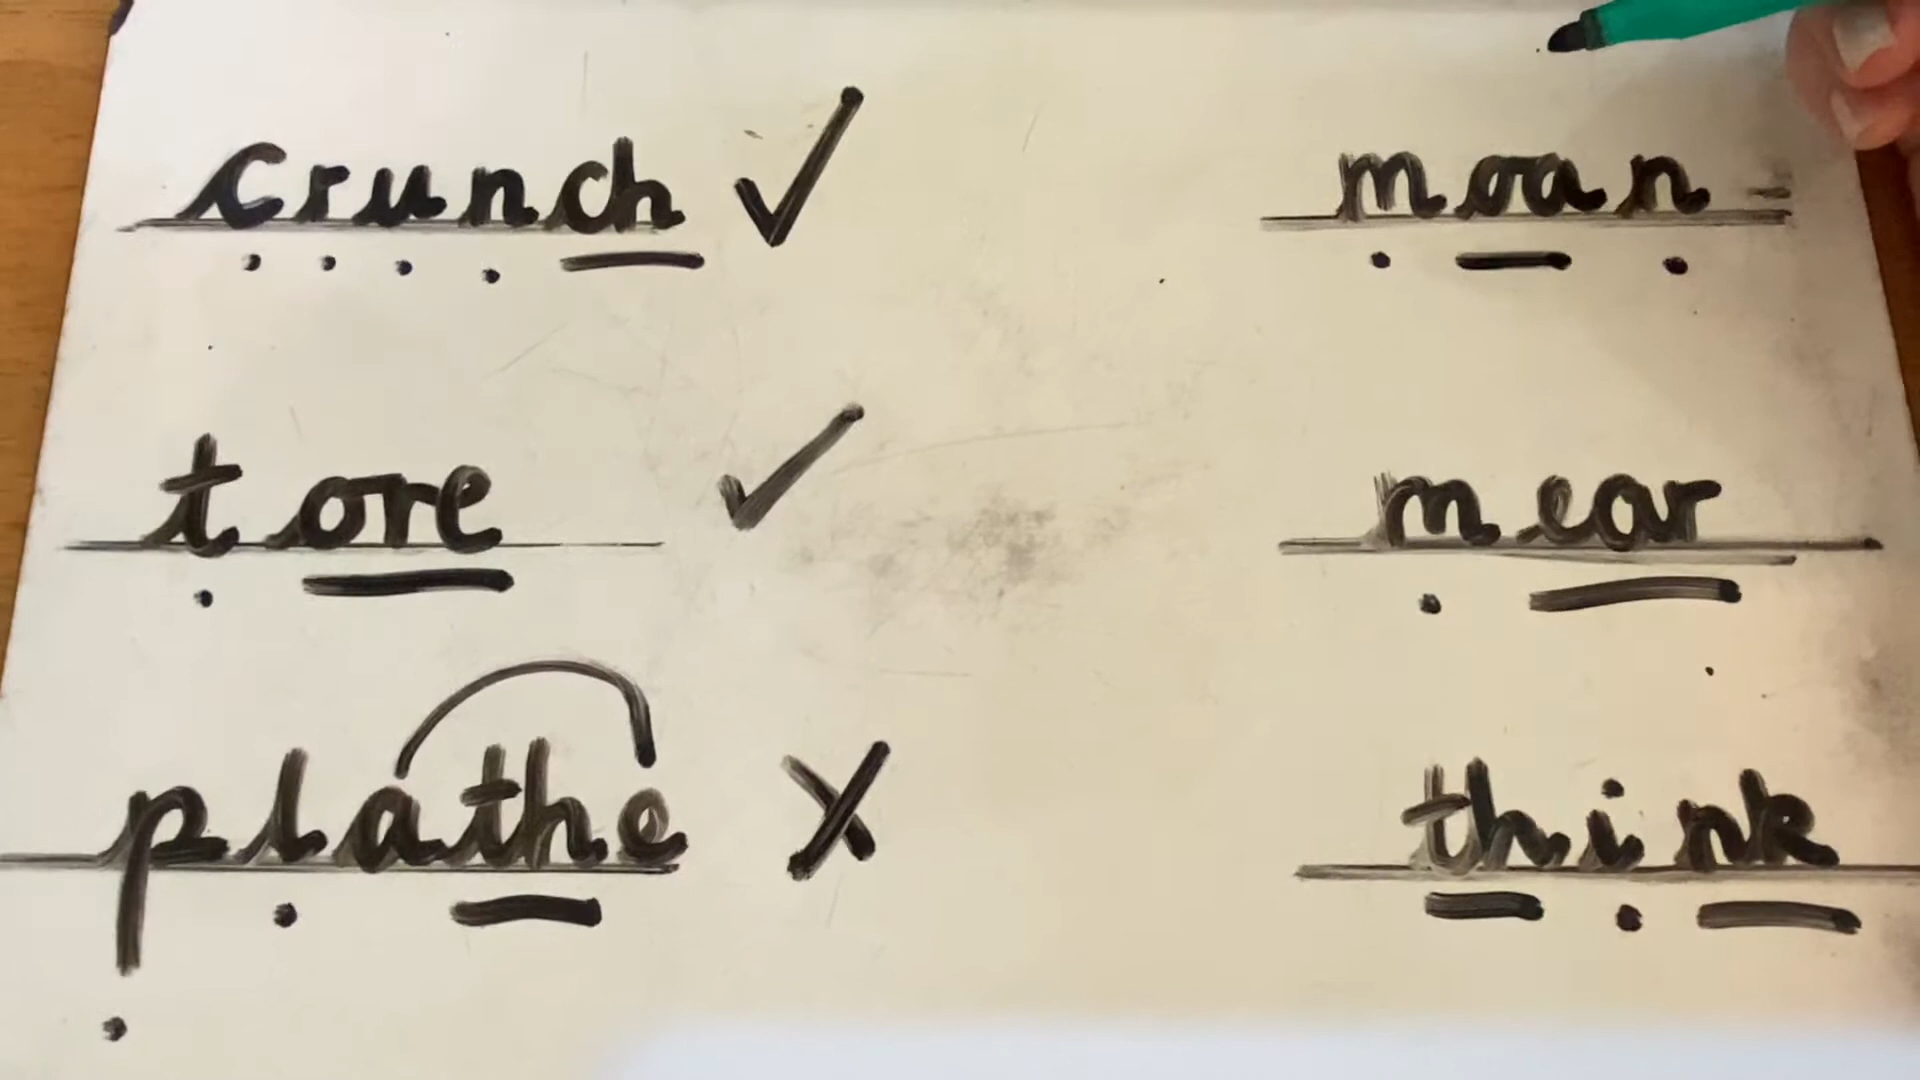 crunch ✓
moan
tore ✓
mear
plathe X
think